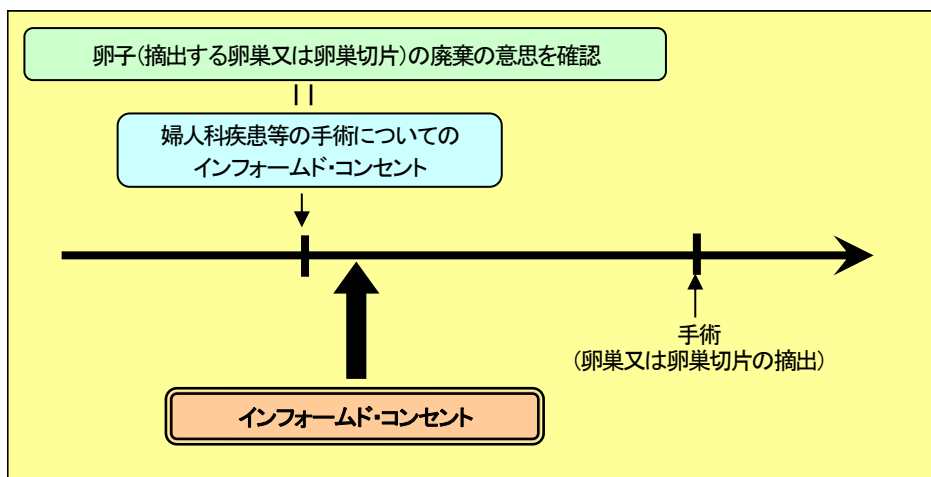 卵子(摘出する卵巣又は卵巣切片)の廃棄の意思を確認
婦人科疾患等の手術についての
インフォームド・コンセント
手術
(卵巣又は卵巣切片の摘出)
インフォームド・コンセント